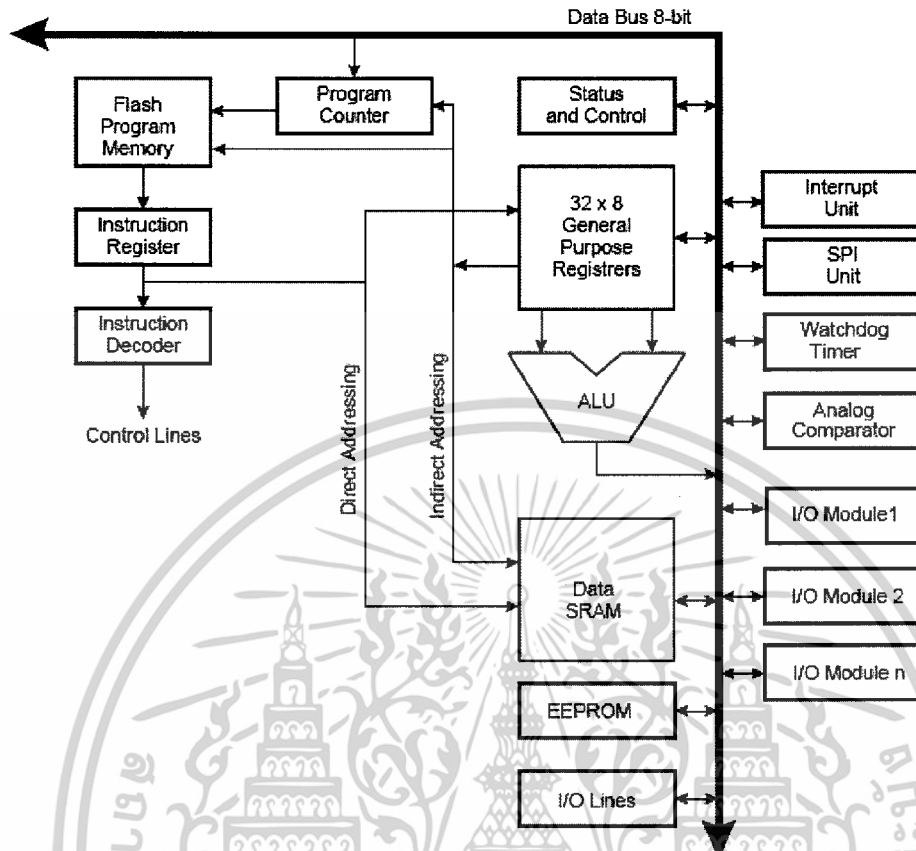 Data Bus 8-bit
Flash
Program
Memory
Program
Counter
Status
and Control
Instruction
Register
32 x 8
General
Purpose
Registrers
Interrupt
Unit
SPI
Unit
Instruction
Decoder
Watchdog
Timer
Control Lines
Direct Addressing
Indirect Addressing
ALU
Analog
Comparator
I/O Module1
Data
SRAM
I/O Module 2
I/O Module n
EEPROM
I/O Lines